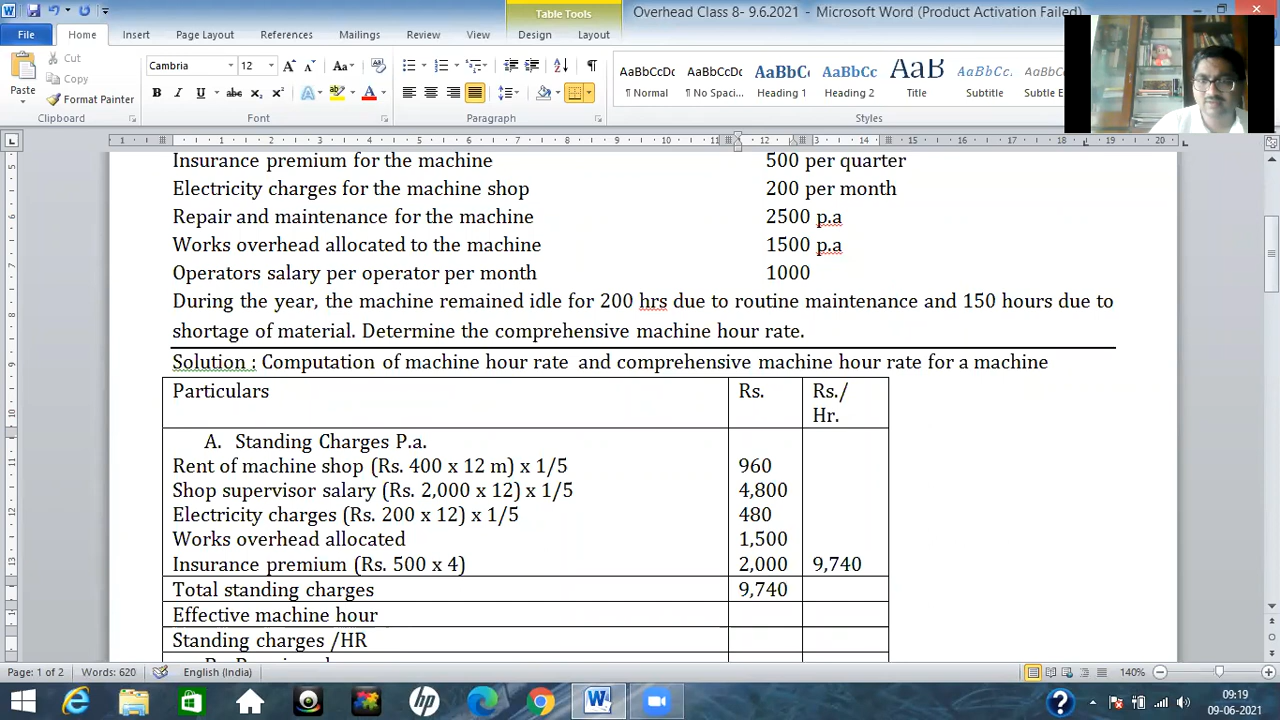 Table Tools
Overhead Class 8- 9.6.2021 - Microsoft Word (Product Activation Failed)
File Home Insert Page Layout References Mailings Review View Design Layout
Paste
Cut
Copy
Format Painter
Clipboard
Cambria 12
Font
Paragraph
AaBbCcDc AaBbCcDc AaBbC AaBbCc AaB AaBbCcI
¶ Normal No Spaci... Heading 1 Heading 2 Title Subtitle Subtle E
Styles
Insurance premium for the machine 500 per quarter
Electricity charges for the machine shop 200 per month
Repair and maintenance for the machine 2500 p.a
Works overhead allocated to the machine 1500 p.a
Operators salary per operator per month 1000
During the year, the machine remained idle for 200 hrs due to routine maintenance and 150 hours due to
shortage of material. Determine the comprehensive machine hour rate.
Solution : Computation of machine hour rate and comprehensive machine hour rate for a machine
Particulars Rs. Rs./
Hr.
A. Standing Charges P.a.
Rent of machine shop (Rs. 400 x 12 m) x 1/5 960
Shop supervisor salary (Rs. 2,000 x 12) x 1/5 4,800
Electricity charges (Rs. 200 x 12) x 1/5 480
Works overhead allocated 1,500
Insurance premium (Rs. 500 x 4) 2,000 9,740
Total standing charges 9,740
Effective machine hour
Standing charges /HR
Page: 1 of 2 Words: 620 English (India) 140%
09:19
09-06-2021